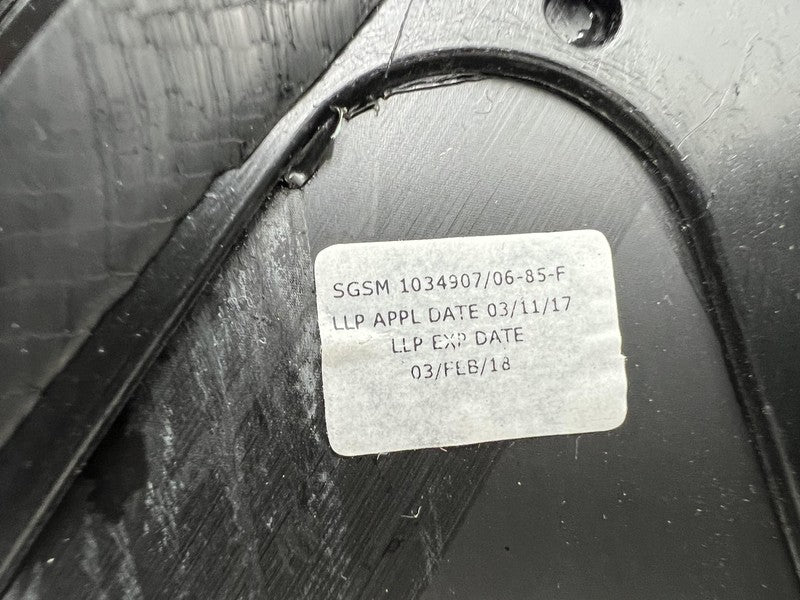 SGSM 1034907/06-85-F
LLP APPL DATE 03/11/17
LLP EXP DATE
03/FEB/18